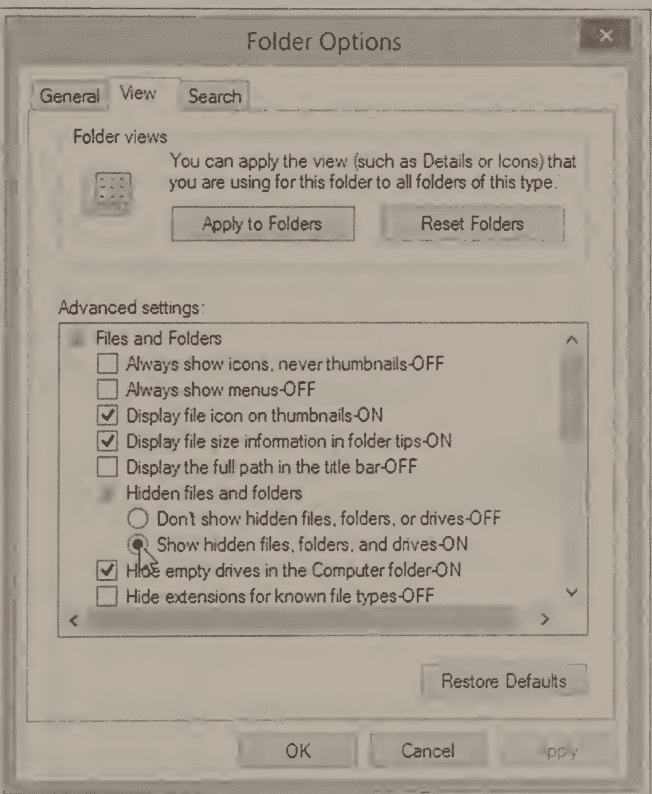 Folder Options
General View Search
Folder views
You can apply the view (such as Details or Icons) that
you are using for this folder to all folders of this type.
Apply to Folders Reset Folders
Advanced settings:
Files and Folders
Always show icons, never thumbnails-OFF
Always show menus-OFF
Display file icon on thumbnails-ON
Display file size information in folder tips-ON
Display the full path in the title bar-OFF
Hidden files and folders
Don't show hidden files, folders, or drives-OFF
Show hidden files, folders, and drives-ON
Hide empty drives in the Computer folder-ON
Hide extensions for known file types-OFF
Restore Defaults
OK Cancel Apply